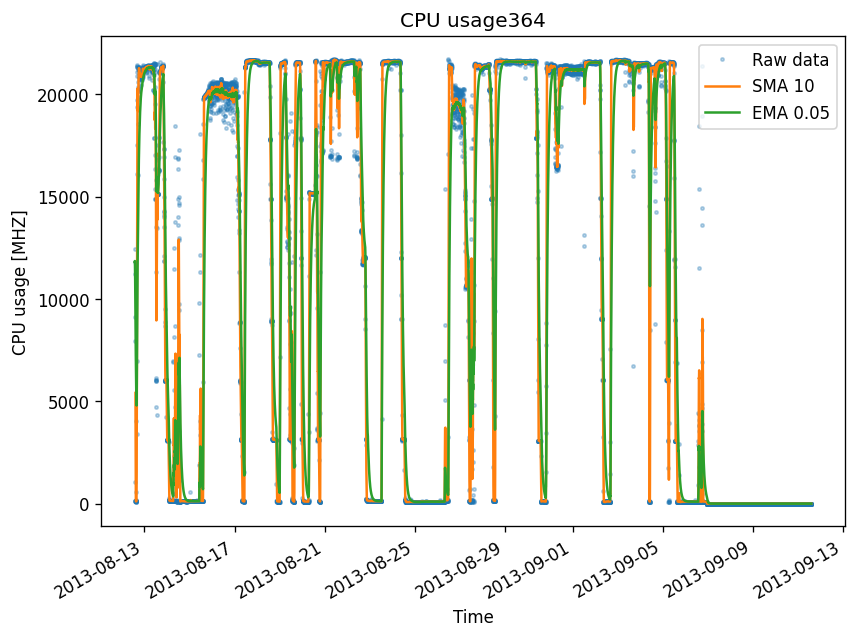 CPU usage364
Raw data
SMA 10
EMA 0.05
CPU usage [MHZ]
20000
15000
10000
5000
0
2013-08-13
2013-08-17
2013-08-21
2013-08-25
2013-08-29
2013-09-01
2013-09-05
2013-09-09
2013-09-13
Time